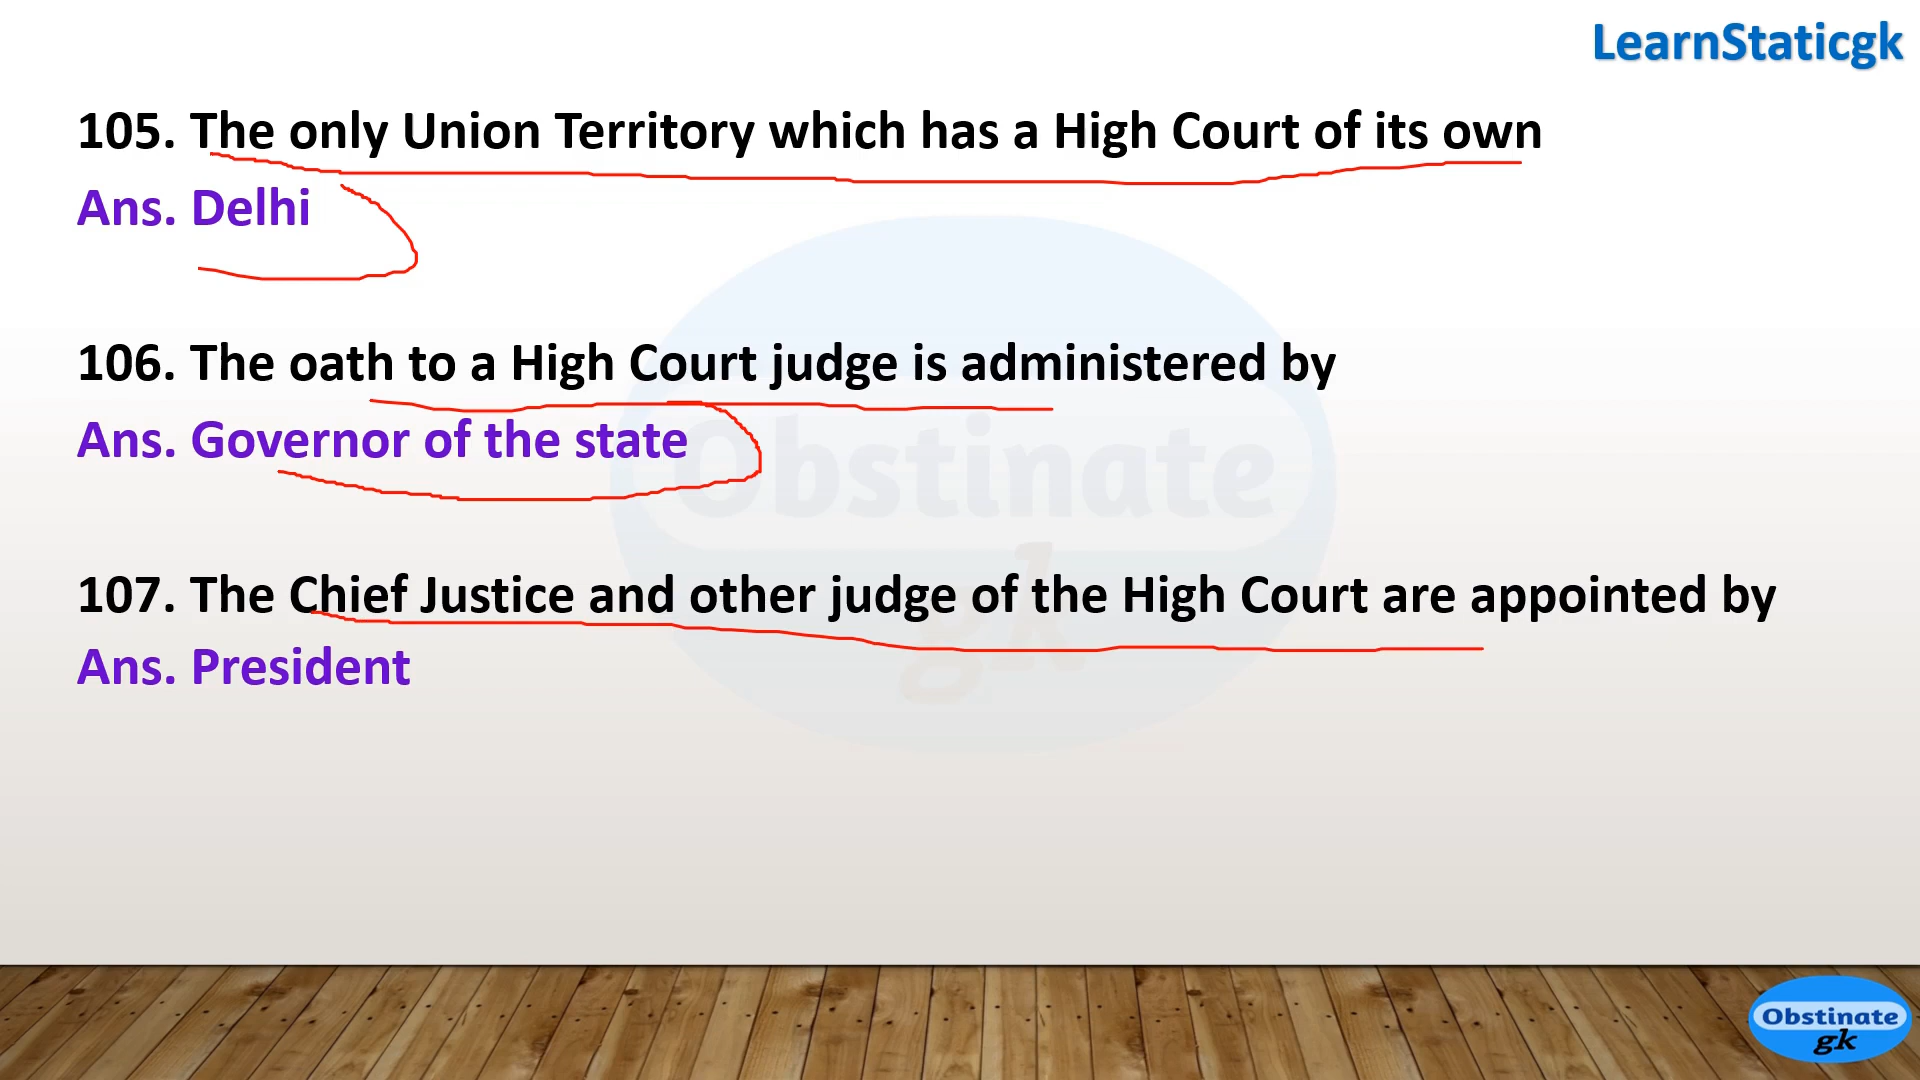 LearnStaticgk
105. The only Union Territory which has a High Court of its own
Ans. Delhi
106. The oath to a High Court judge is administered by
Ans. Governor of the state
107. The Chief Justice and other judge of the High Court are appointed by
Ans. President
Obstinate
gk
Obstinate
gk